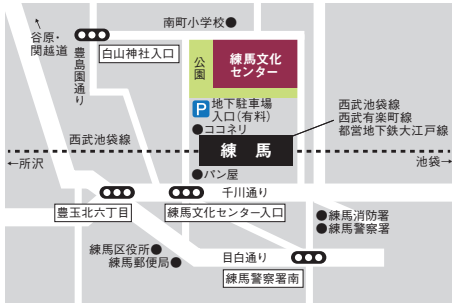 南町小学校●
↖
谷原・
関越道
豊島園通り
白山神社入口
公園
練馬文化
センター
P
地下駐車場
入口(有料)
●ココネリ
西武池袋線
西武有楽町線
都営地下鉄大江戸線
西武池袋線
練馬
←所沢
池袋→
●パン屋
千川通り
豊玉北六丁目
練馬文化センター入口
●練馬消防署
●練馬警察署
練馬区役所●
練馬郵便局●
目白通り
練馬警察署南